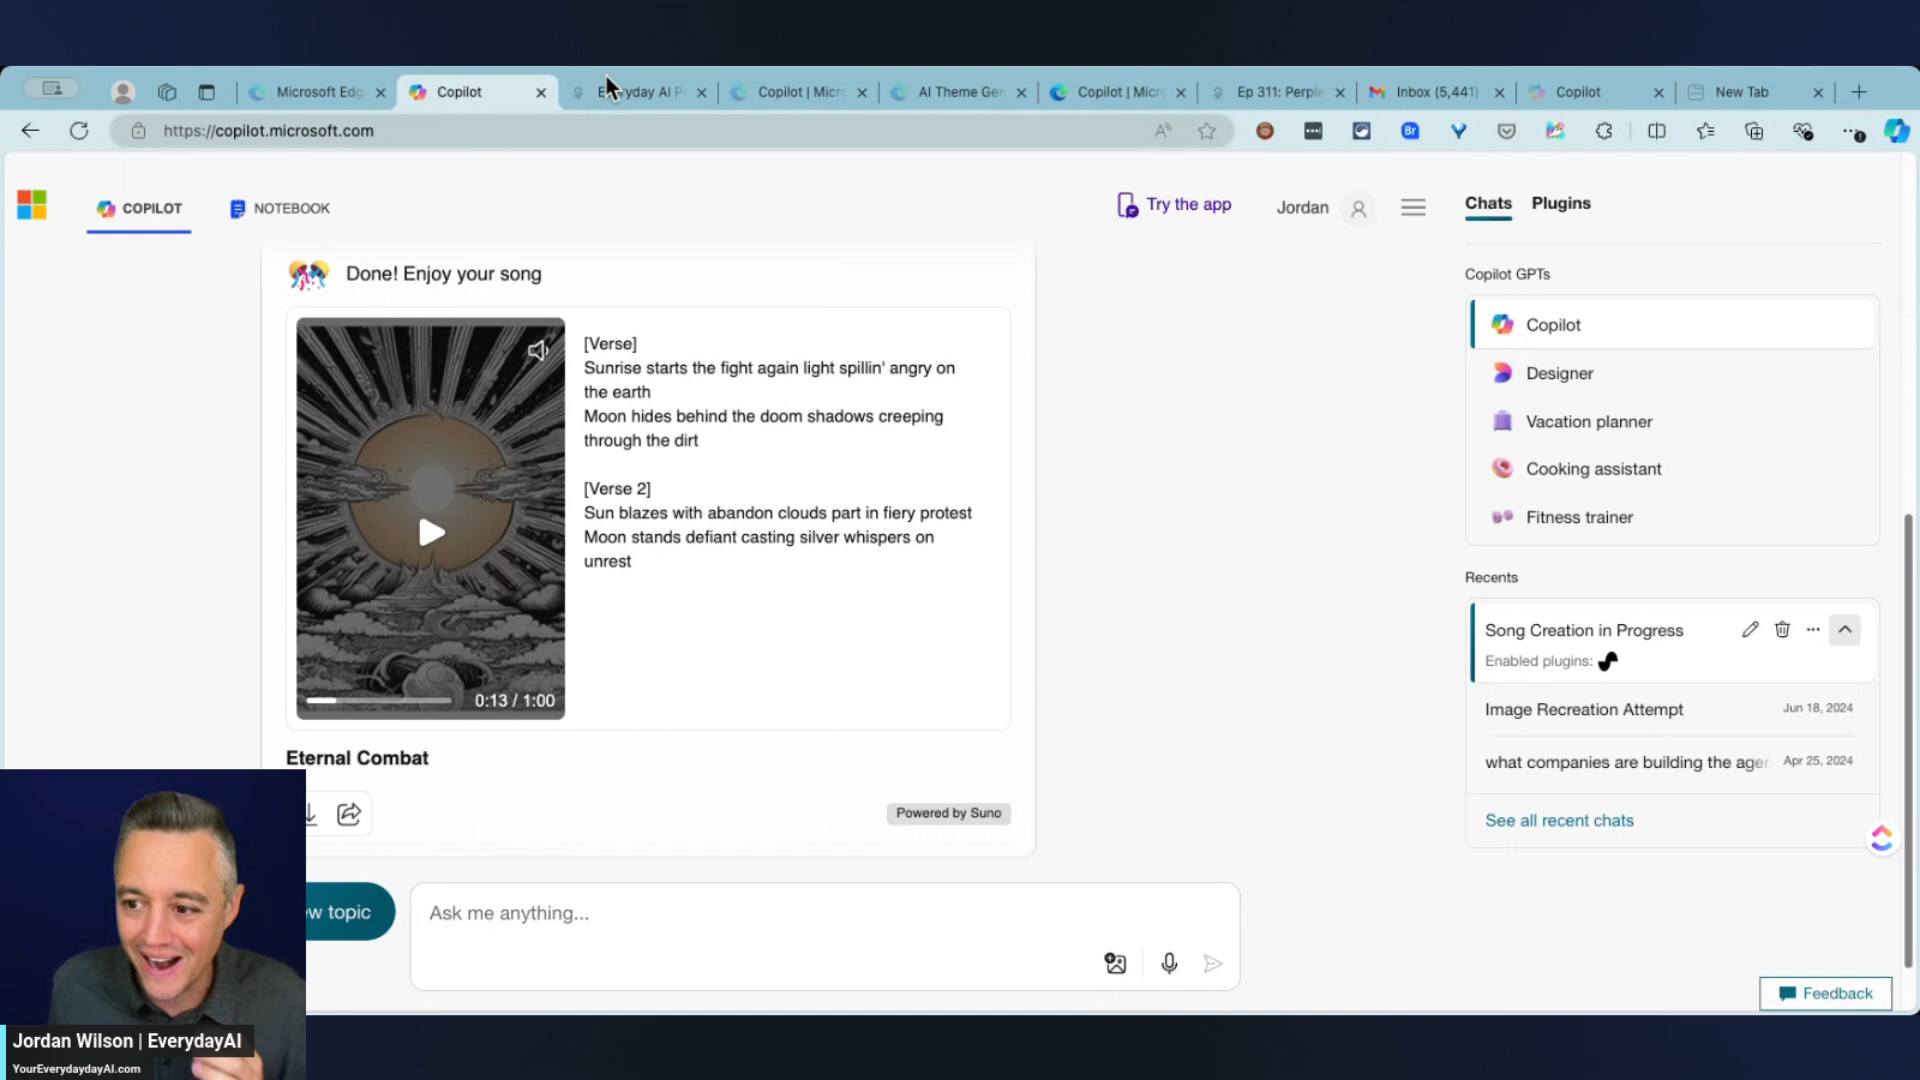 Microsoft Edg
Copilot
Everyday AI P
Copilot | Micro
AI Theme Gen
Copilot | Micro
Ep 311: Perple
Inbox (5,441)
Copilot
New Tab
https://copilot.microsoft.com
COPILOT
NOTEBOOK
Try the app
Jordan
Chats
Plugins
Done! Enjoy your song
[Verse]
Sunrise starts the fight again light spillin' angry on
the earth
Moon hides behind the doom shadows creeping
through the dirt
[Verse 2]
Sun blazes with abandon clouds part in fiery protest
Moon stands defiant casting silver whispers on
unrest
0:13 / 1:00
Eternal Combat
Powered by Suno
ew topic
Ask me anything...
Copilot GPTs
Copilot
Designer
Vacation planner
Cooking assistant
Fitness trainer
Recents
Song Creation in Progress
Enabled plugins:
Image Recreation Attempt
Jun 18, 2024
what companies are building the agen
Apr 25, 2024
See all recent chats
Feedback
Jordan Wilson | EverydayAI
YourEverydaydayAI.com